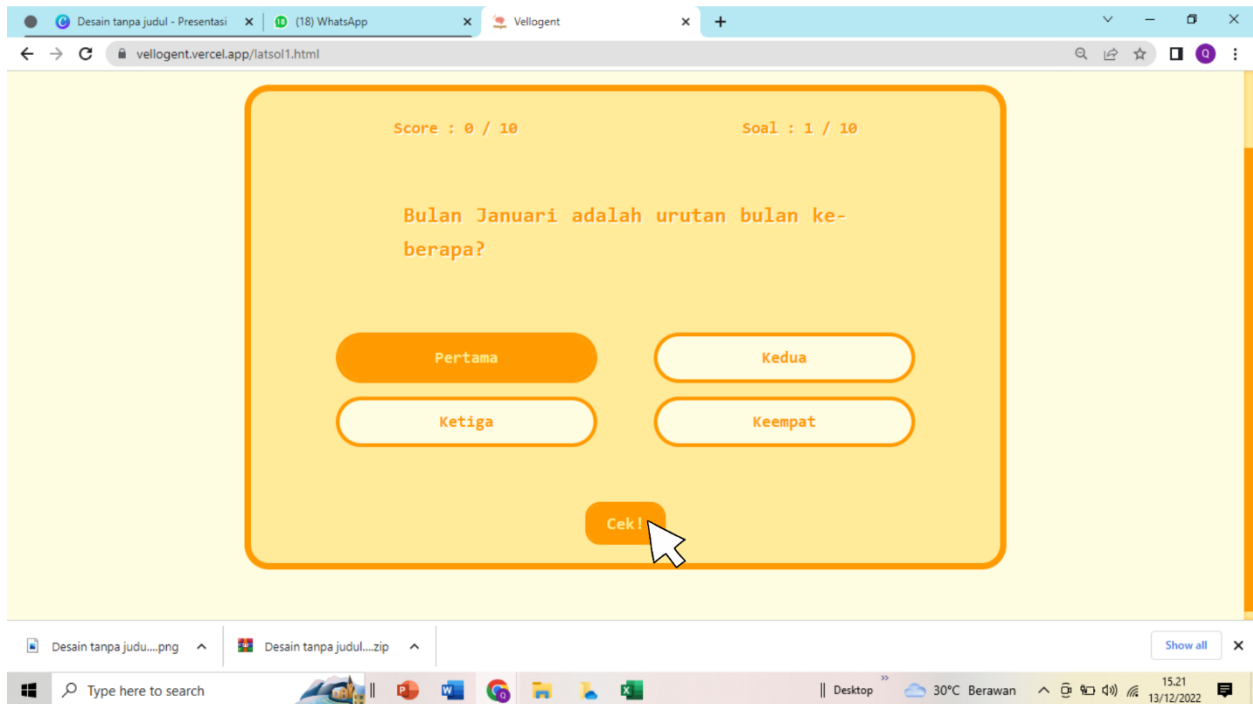 Desain tanpa judul - Presentasi
(18) WhatsApp
Vellogent
vellogent.vercel.app/latsol1.html
Q
Score : 0 / 10
Soal : 1 / 10
Bulan Januari adalah urutan bulan ke-
berapa?
Pertama
Kedua
Ketiga
Keempat
Cek!
Desain tanpa judu....png
Desain tanpa judul....zip
Show all
Type here to search
Desktop
30°C Berawan
15.21
13/12/2022